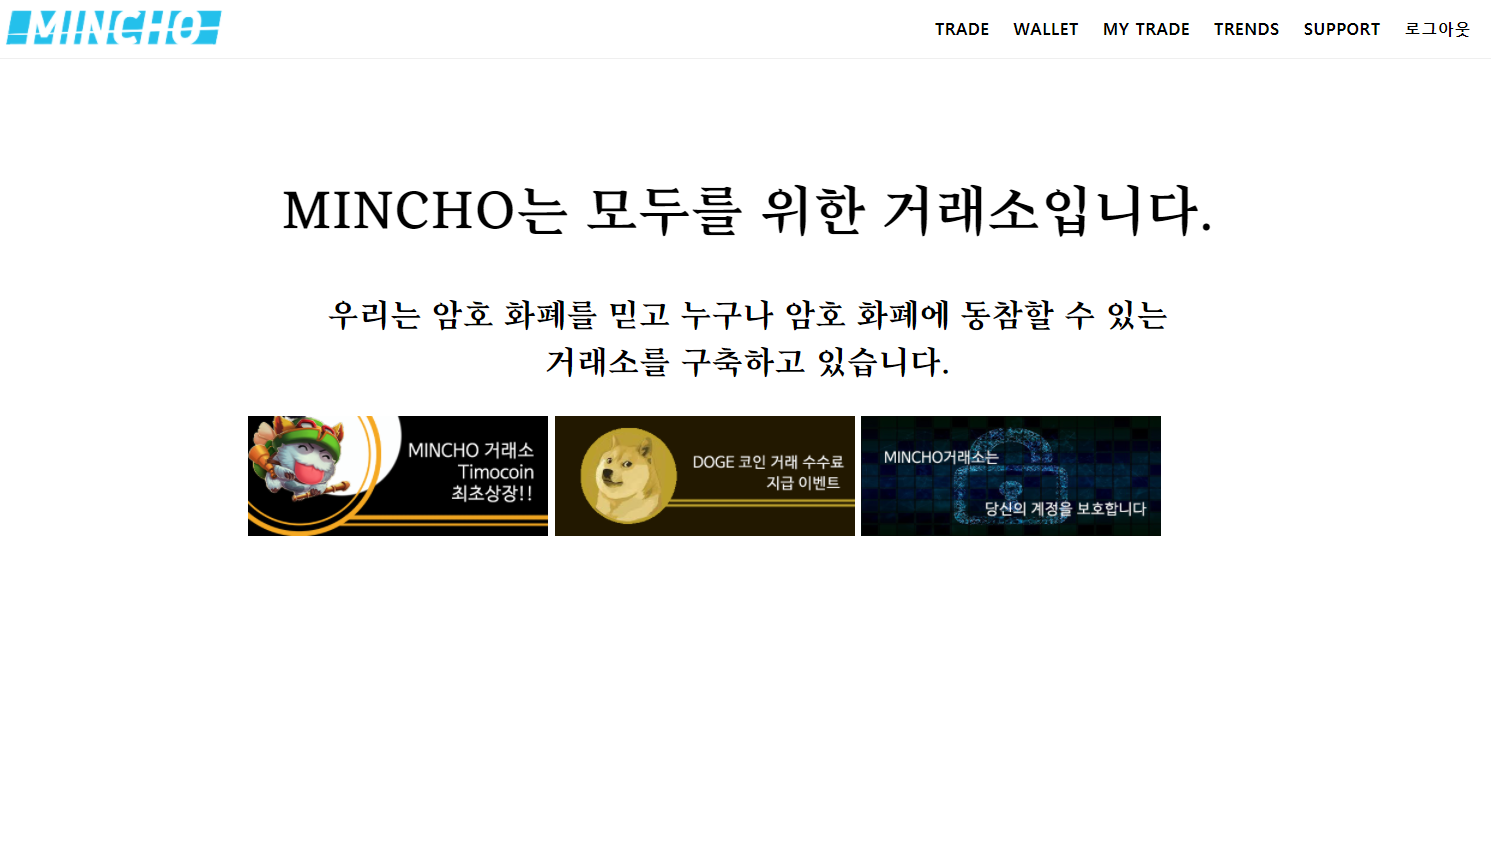 MINCHO
TRADE WALLET MY TRADE TRENDS SUPPORT 로그아웃
MINCHO는 모두를 위한 거래소입니다.
우리는 암호 화폐를 믿고 누구나 암호 화폐에 동참할 수 있는
거래소를 구축하고 있습니다.
MINCHO 거래소
Timocoin
최초상장!!
DOGE 코인 거래 수수료
지급 이벤트
MINCHO거래소는
당신의 계정을 보호합니다